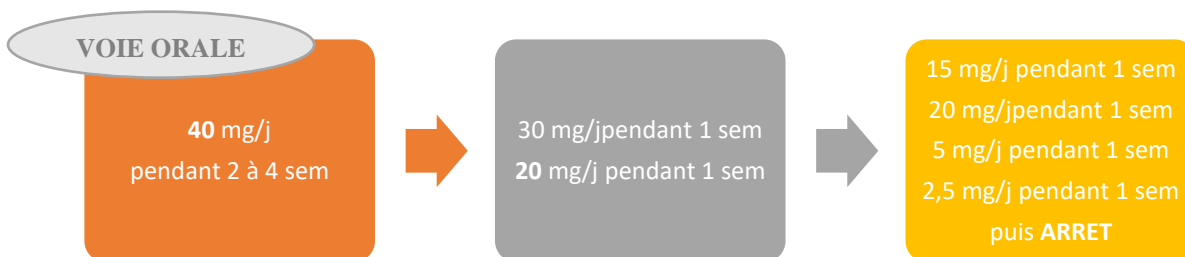 VOIE ORALE
40 mg/j
pendant 2 à 4 sem
30 mg/jpendant 1 sem
20 mg/j pendant 1 sem
15 mg/j pendant 1 sem
20 mg/jpendant 1 sem
5 mg/j pendant 1 sem
2,5 mg/j pendant 1 sem
puis ARRET